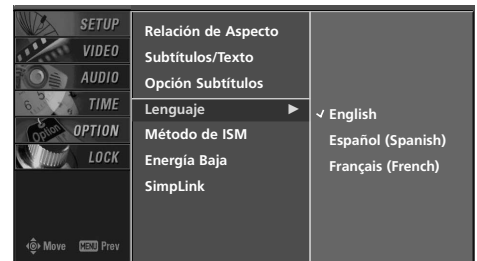 SETUP
VIDEO
AUDIO
TIME
OPTION
LOCK
Move MENU Prev
Relación de Aspecto
Subtítulos/Texto
Opción Subtítulos
Lenguaje
Método de ISM
Energía Baja
SimpLink
English
Español (Spanish)
Français (French)